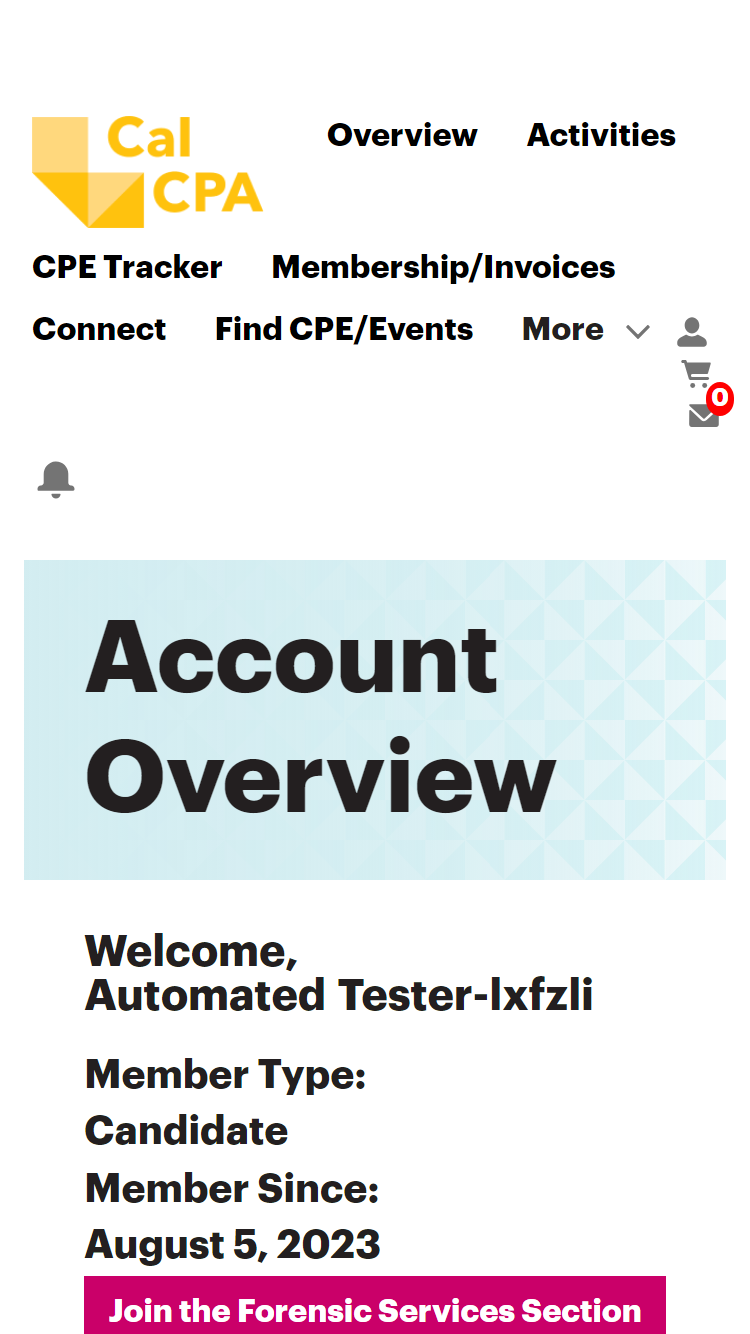 Cal
CPA
Overview Activities
CPE Tracker Membership/Invoices
Connect Find CPE/Events More
0
Account
Overview
Welcome,
Automated Tester-lxfzli
Member Type:
Candidate
Member Since:
August 5, 2023
Join the Forensic Services Section